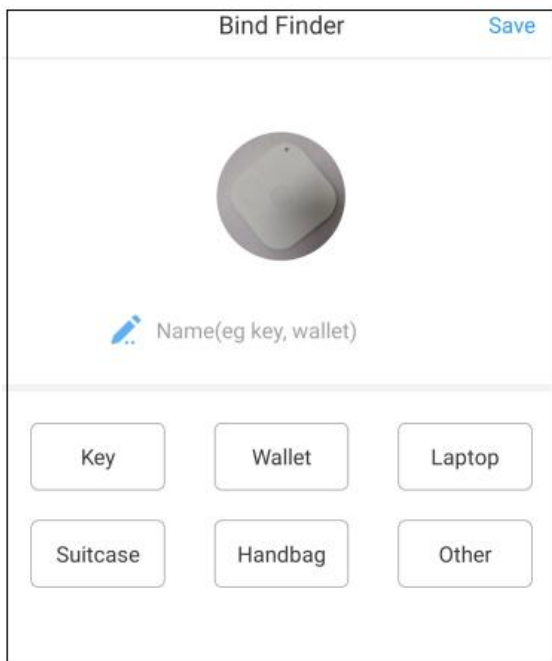 Bind Finder Save
Name(eg key, wallet)
Key Wallet Laptop
Suitcase Handbag Other